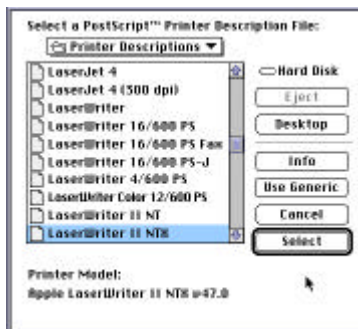 Select a PostScript™ Printer Description File:
Printer Descriptions
LaserJet 4
LaserJet 4 (300 dpi)
LaserWriter
LaserWriter 16/600 PS
LaserWriter 16/600 PS Fax
LaserWriter 16/600 PS-J
LaserWriter 4/600 PS
LaserWriter Color 12/600 PS
LaserWriter II NT
LaserWriter II NTX
Hard Disk
Eject
Desktop
Info
Use Generic
Cancel
Select
Printer Model:
Apple LaserWriter II NTX v47.0